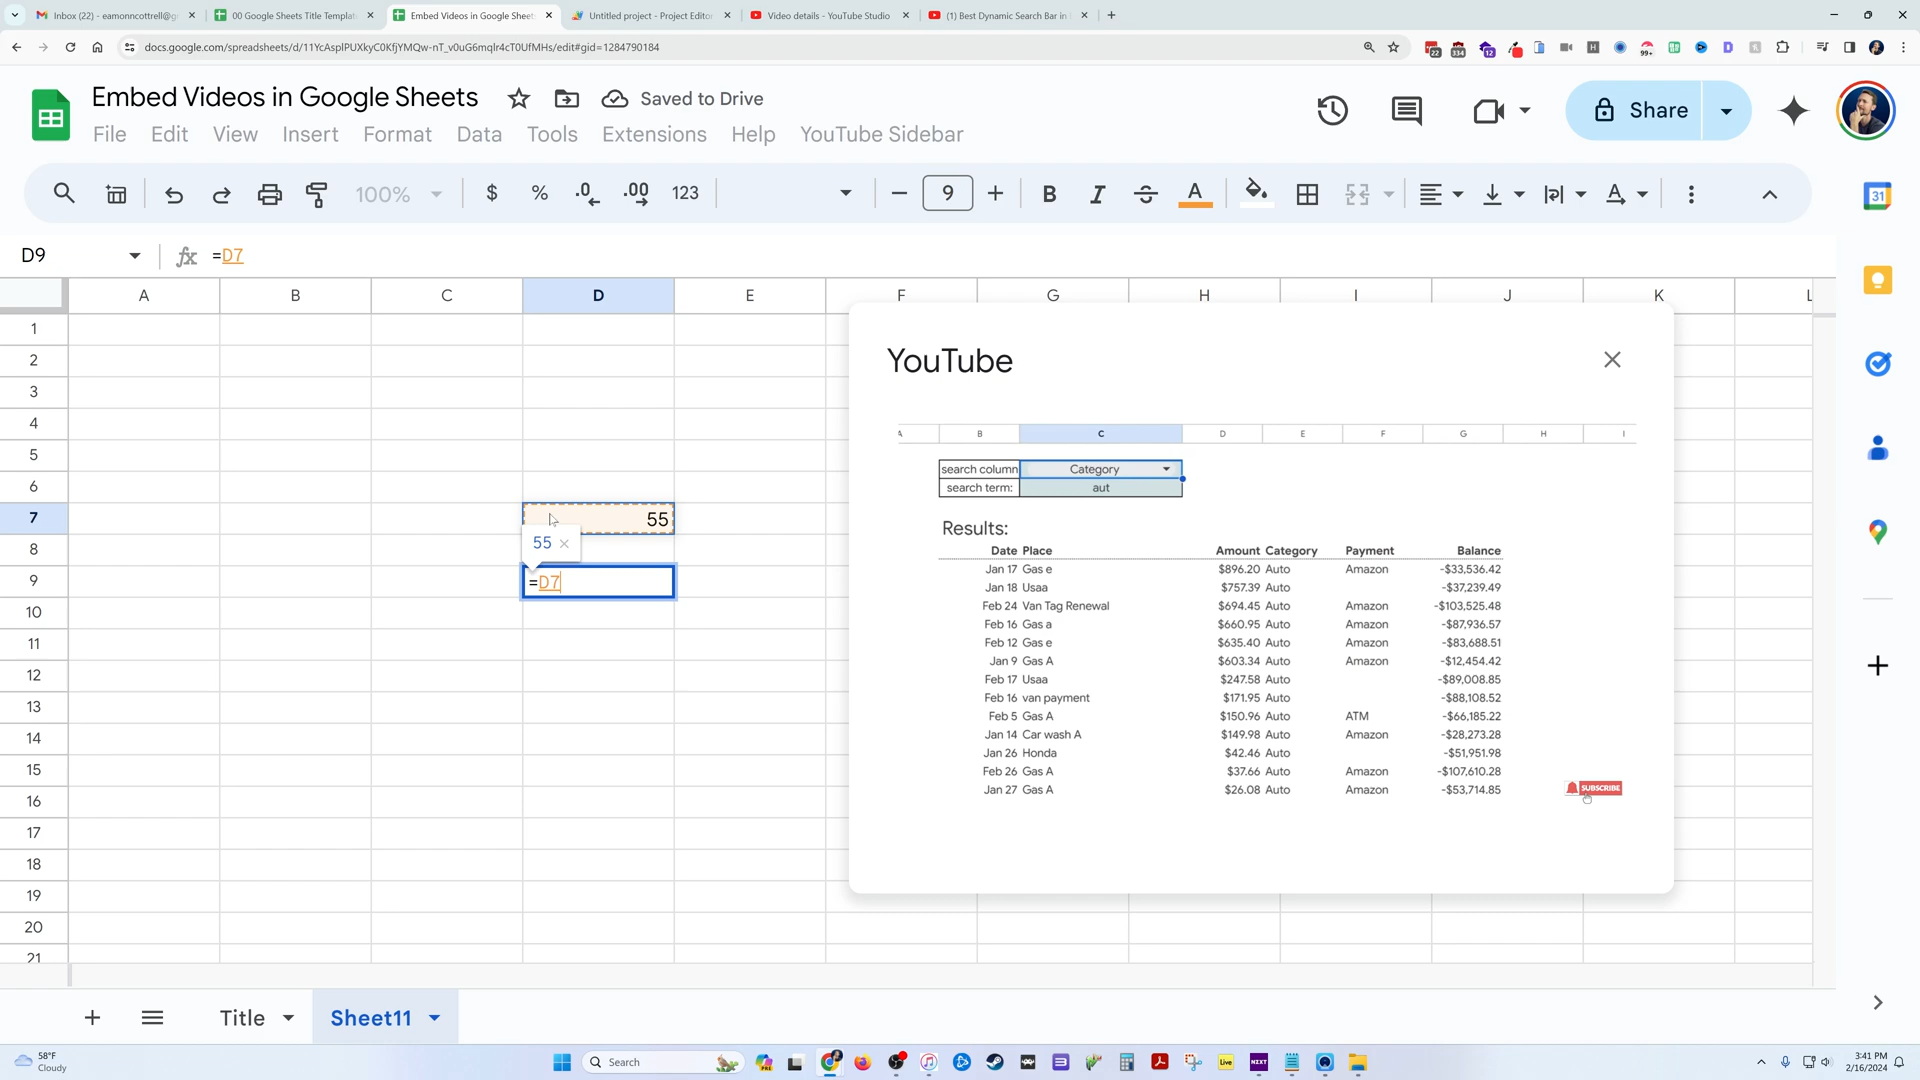 Inbox (22) - eamonncottrell@gr
00 Google Sheets Title Templat
Embed Videos in Google Sheets
Untitled project - Project Editor
Video details - YouTube Studio
(1) Best Dynamic Search Bar in
docs.google.com/spreadsheets/d/11YcAsplPUXkyC0KfjYMQw-nT_v0uG6mqlr4cT0UfMHs/edit#gid=1284790184
22 334 12 99+
Embed Videos in Google Sheets
Saved to Drive
Share
File Edit View Insert Format Data Tools Extensions Help YouTube Sidebar
100% $ % .0 .00 123 9 B I A A
31
D9 fx =D7
A B C D E F G H I J K L
1
2
3
4
5
6
7 55
55
8
9 =D7
10
11
12
13
14
15
16
17
18
19
20
21
YouTube
A B C D E F G H I
search column Category
search term: aut
Results:
Date Place Amount Category Payment Balance
Jan 17 Gas e $896.20 Auto Amazon -$33,536.42
Jan 18 Usaa $757.39 Auto -$37,239.49
Feb 24 Van Tag Renewal $694.45 Auto Amazon -$103,525.48
Feb 16 Gas a $660.95 Auto Amazon -$87,936.57
Feb 12 Gas e $635.40 Auto Amazon -$83,688.51
Jan 9 Gas A $603.34 Auto Amazon -$12,454.42
Feb 17 Usaa $247.58 Auto -$89,008.85
Feb 16 van payment $171.95 Auto -$88,108.52
Feb 5 Gas A $150.96 Auto ATM -$66,185.22
Jan 14 Car wash A $149.98 Auto Amazon -$28,273.28
Jan 26 Honda $42.46 Auto -$51,951.98
Feb 26 Gas A $37.66 Auto Amazon -$107,610.28
Jan 27 Gas A $26.08 Auto Amazon -$53,714.85
SUBSCRIBE
Title Sheet11
58°F
Cloudy
Search
Live
NEXT
3:41 PM
2/16/2024